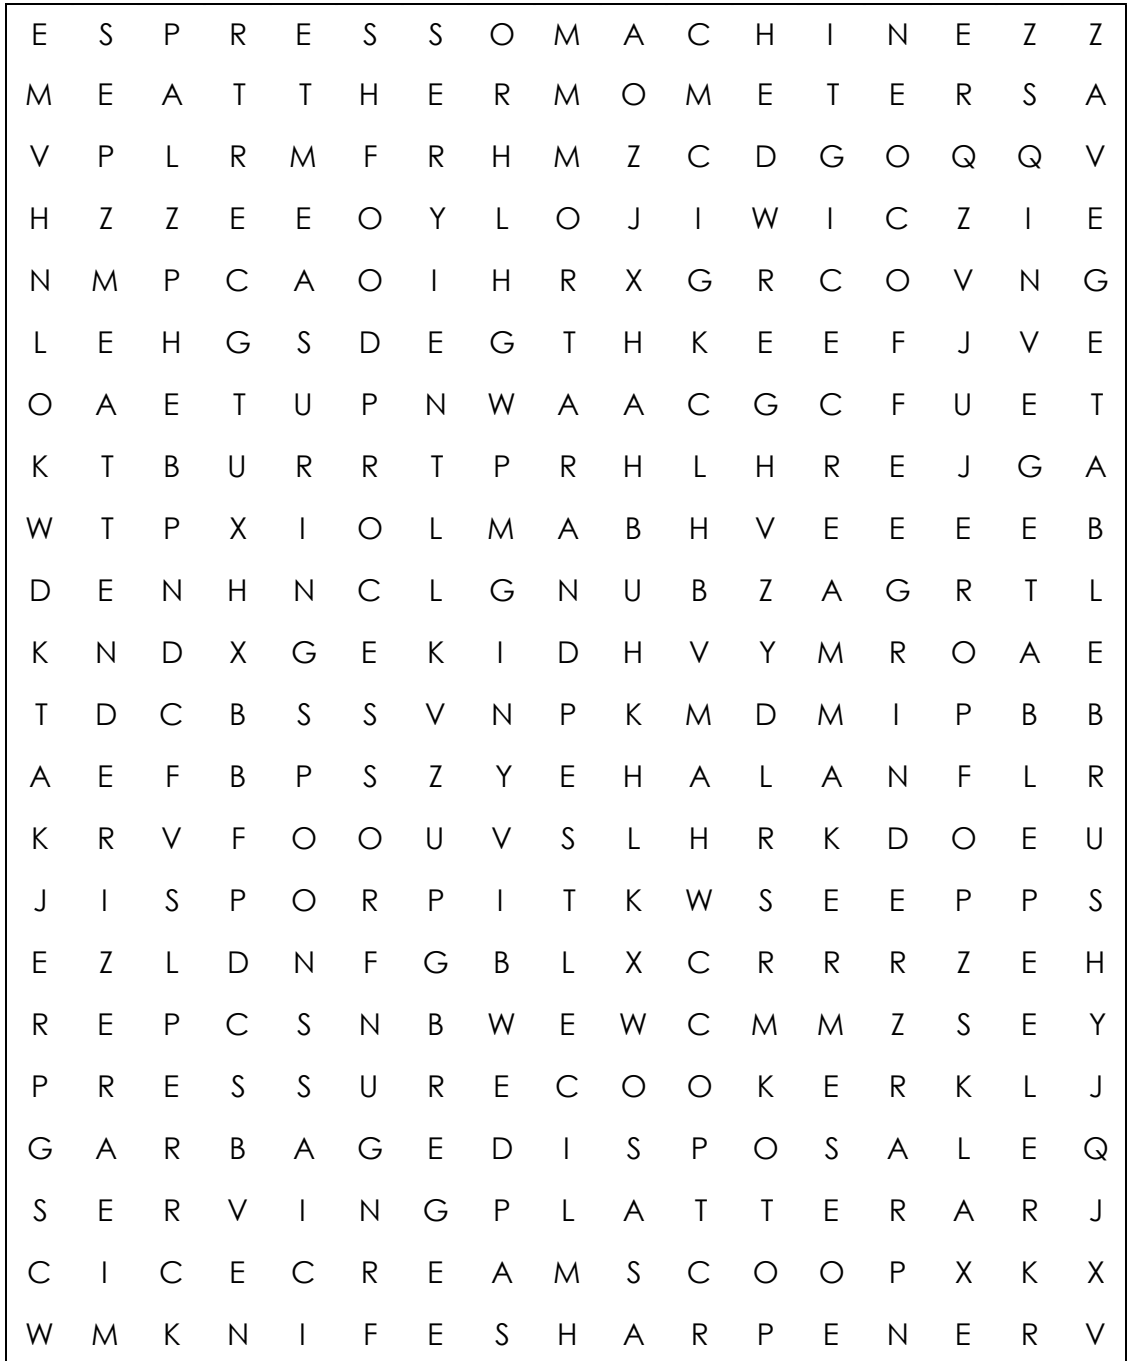 E S P R E S S O M A C H I N E Z Z
M E A T T H E R M O M E T E R S A
V P L R M F R H M Z C D G O Q Q V
H Z Z E E O Y L O J I W I C Z I E
N M P C A O I H R X G R C O V N G
L E H G S D E G T H K E E F J V E
O A E T U P N W A A C G C F U E T
K T B U R R T P R H L H R E J G A
W T P X I O L M A B H V E E E E B
D E N H N C L G N U B Z A G R T L
K N D X G E K I D H V Y M R O A E
T D C B S S V N P K M D M I P B B
A E F B P S Z Y E H A L A N F L R
K R V F O O U V S L H R K D O E U
J I S P O R P I T K W S E E P P S
E Z L D N F G B L X C R R R Z E H
R E P C S N B W E W C M M Z S E Y
P R E S S U R E C O O K E R K L J
G A R B A G E D I S P O S A L E Q
S E R V I N G P L A T T E R A R J
C I C E C R E A M S C O O P X K X
W M K N I F E S H A R P E N E R V